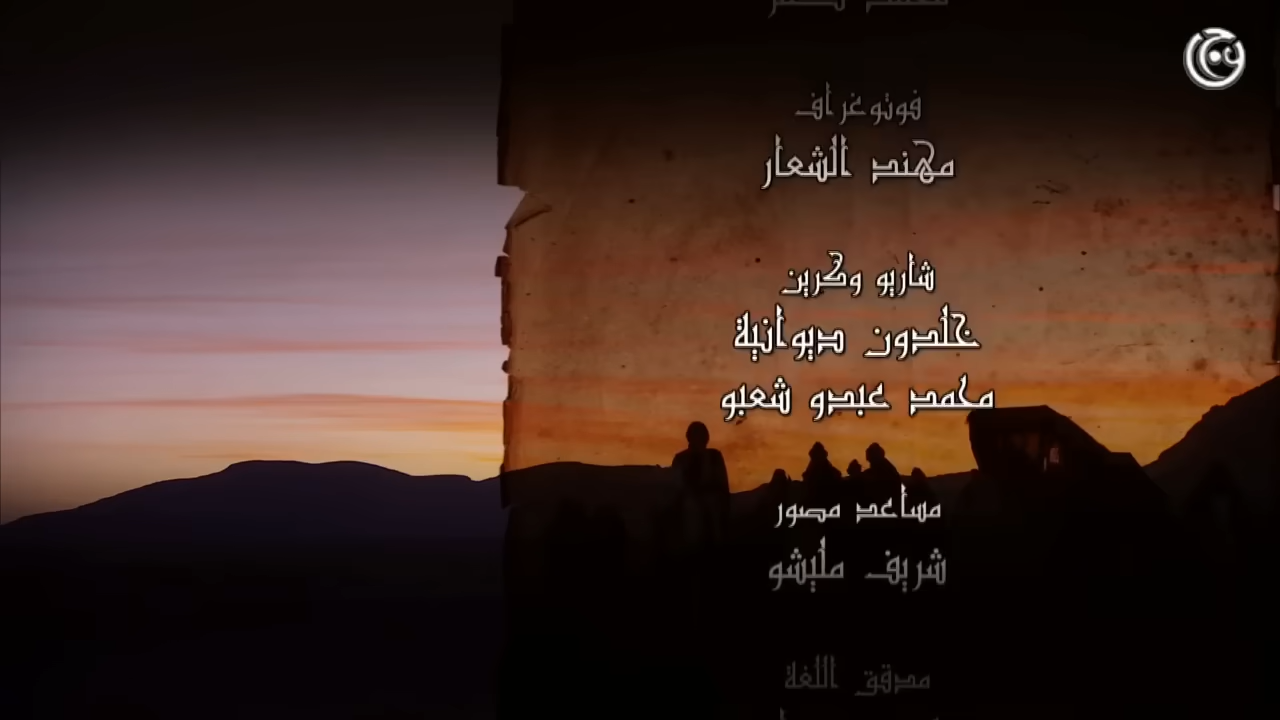 فوتوغراف
مهند الشعار
شاريو وكرين
خلدون ديوانية
محمد عبدو شعبو
مساعد مصور
شريف مليشو
مدقق اللغة